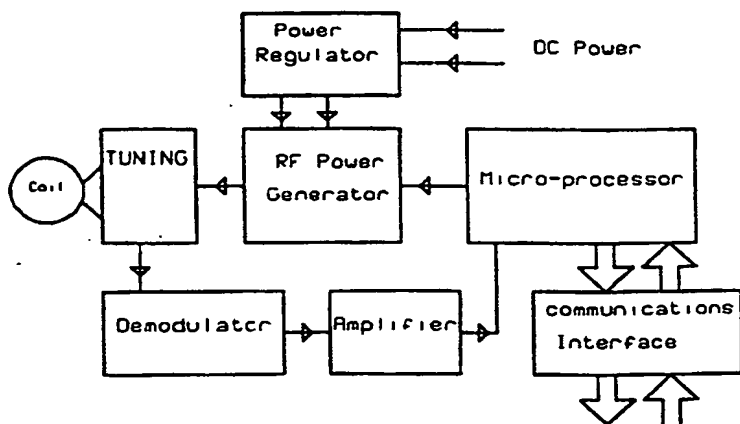 Power
Regulator
DC Power
Coil
TUNING
RF Power
Generator
Micro-processor
Demodulator
Amplifier
communications
Interface